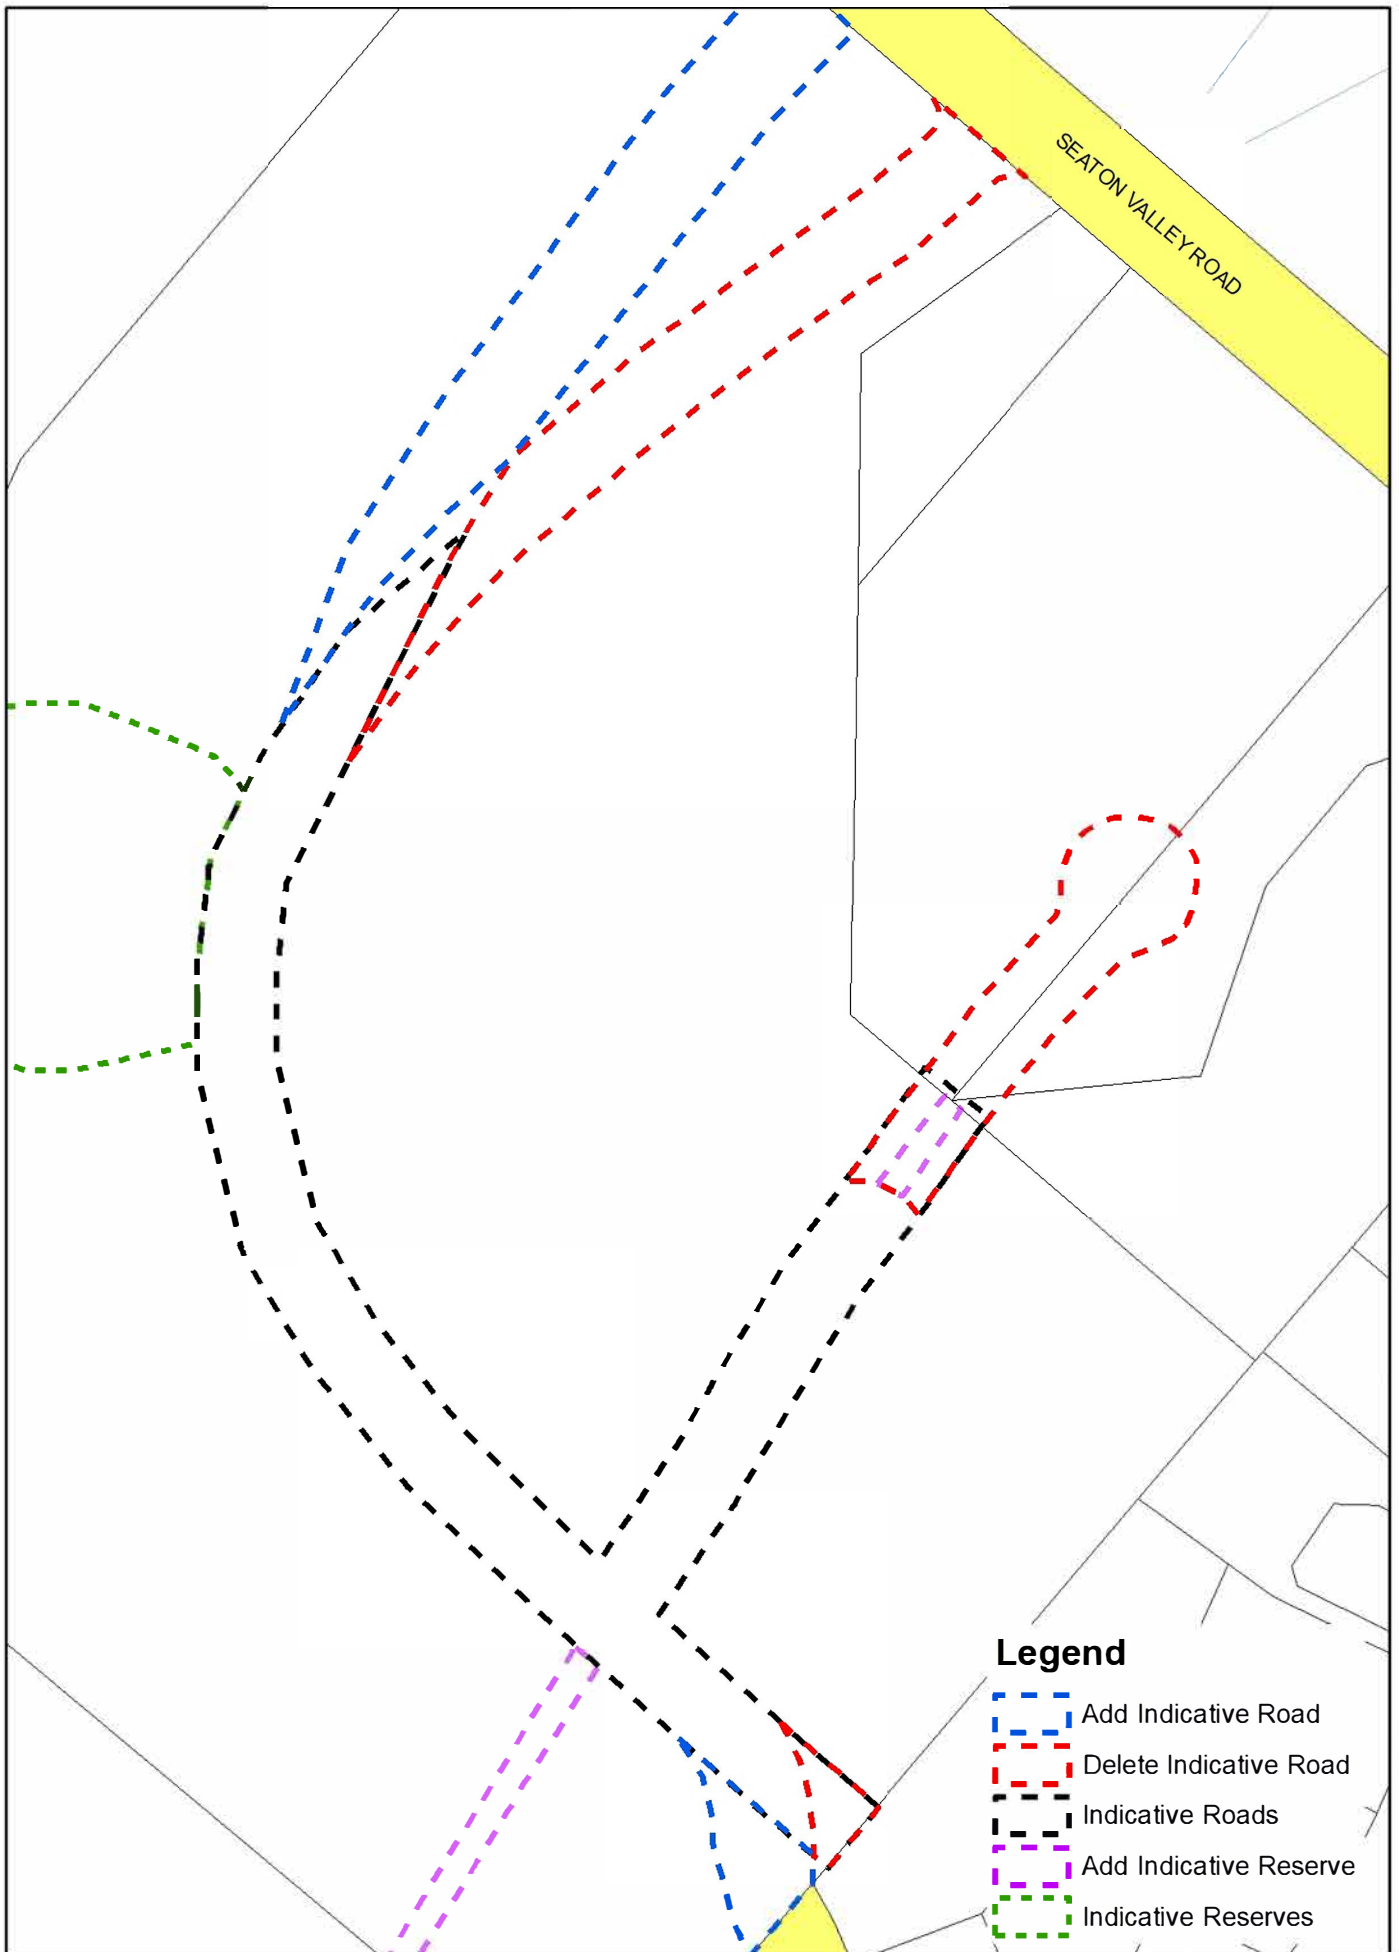 SEATON VALLEY ROAD
Legend
Add Indicative Road
Delete Indicative Road
Indicative Roads
Add Indicative Reserve
Indicative Reserves